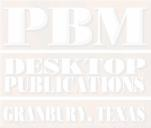 PBM
DESKTOP
PUBLICATIONS
GRANBURY, TEXAS